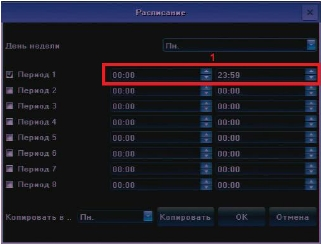 Расписание
День недели Пн.
1
Период 1 00:00 23:59
Период 2 00:00 00:00
Период 3 00:00 00:00
Период 4 00:00 00:00
Период 5 00:00 00:00
Период 6 00:00 00:00
Период 7 00:00 00:00
Период 8 00:00 00:00
Копировать в .. Пн. Копировать OK Отмена